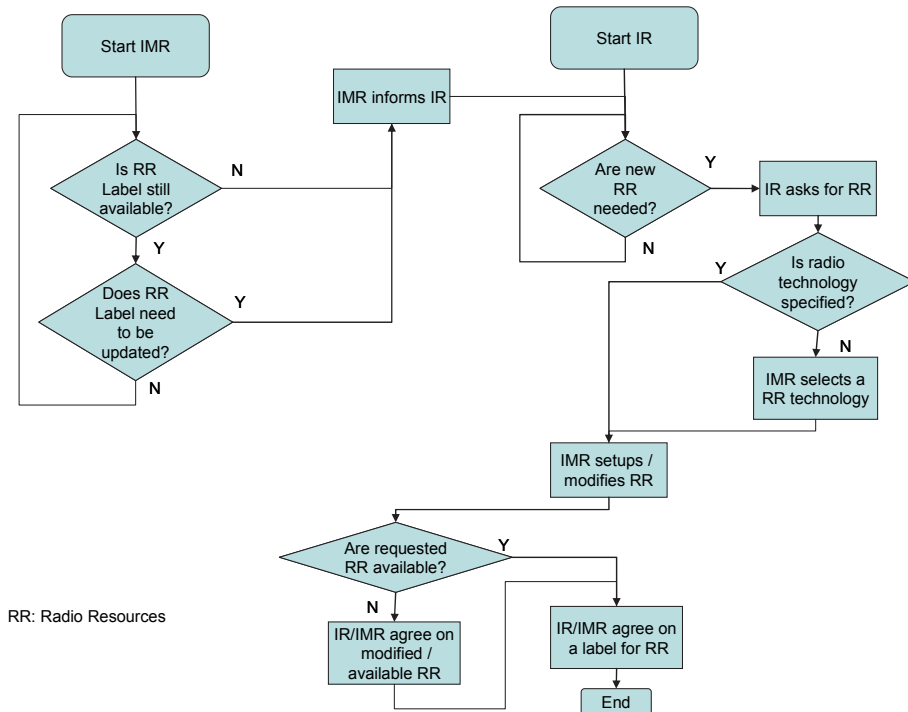 Start IMR
Start IR
IMR informs IR
Is RR
Label still
available?
N
Y
Does RR
Label need
to be
updated?
Y
N
Are new
RR
needed?
Y
N
IR asks for RR
Is radio
technology
specified?
Y
N
IMR selects a
RR technology
IMR setups /
modifies RR
Are requested
RR available?
Y
N
IR/IMR agree on
modified /
available RR
IR/IMR agree on
a label for RR
End
RR: Radio Resources